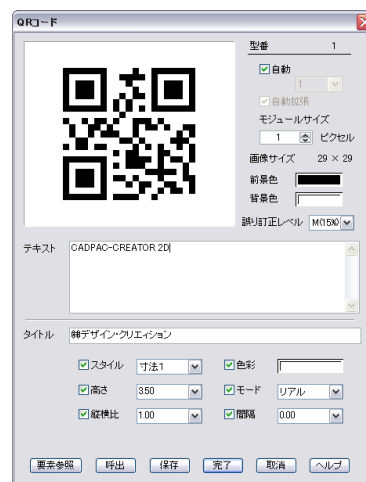 QRコード
型番 1
自動
1
自動拡張
モジュールサイズ
1 ピクセル
画像サイズ 29 × 29
前景色
背景色
誤り訂正レベル M(15%)
テキスト CADPAC-CREATOR 2D
タイトル ㈱デザイン・クリエィション
スタイル 寸法1 色彩
高さ 3.50 モード リアル
縦横比 1.00 間隔 0.00
要素参照 呼出 保存 完了 取消 ヘルプ